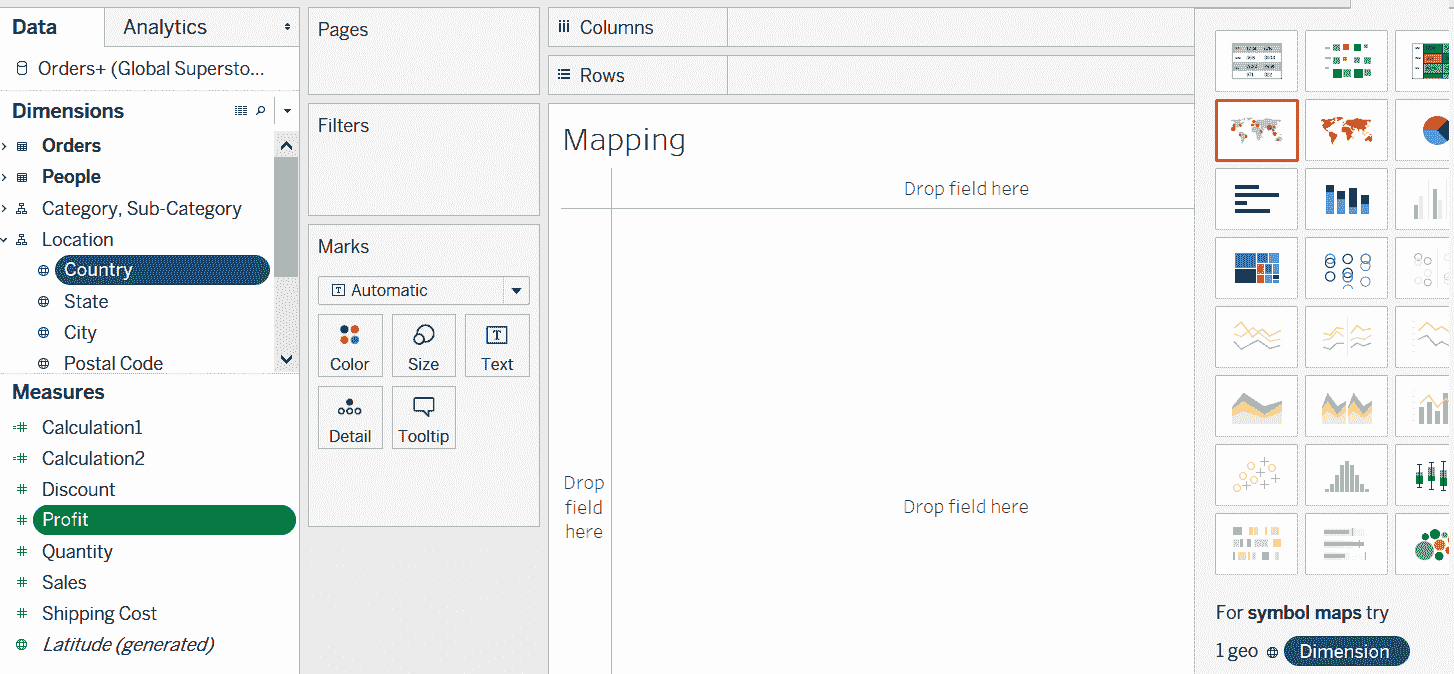 Data
Analytics
Orders+ (Global Supersto...
Dimensions
Orders
People
Category, Sub-Category
Location
Country
State
City
Postal Code
Measures
Calculation1
Calculation2
Discount
Profit
Quantity
Sales
Shipping Cost
Latitude (generated)
Pages
Filters
Marks
Automatic
Color
Size
Text
Detail
Tooltip
Columns
Rows
Mapping
Drop field here
Drop
field
here
Drop field here
For symbol maps try
1 geo Dimension